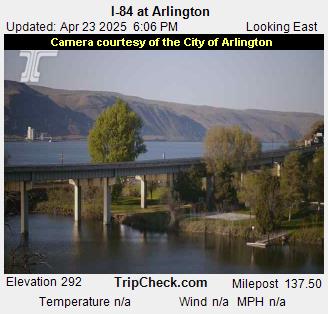 I-84 at Arlington
Updated: Apr 23 2025 6:06 PM Looking East
Camera courtesy of the City of Arlington
Elevation 292 TripCheck.com Milepost 137.50
Temperature n/a Wind n/a MPH n/a